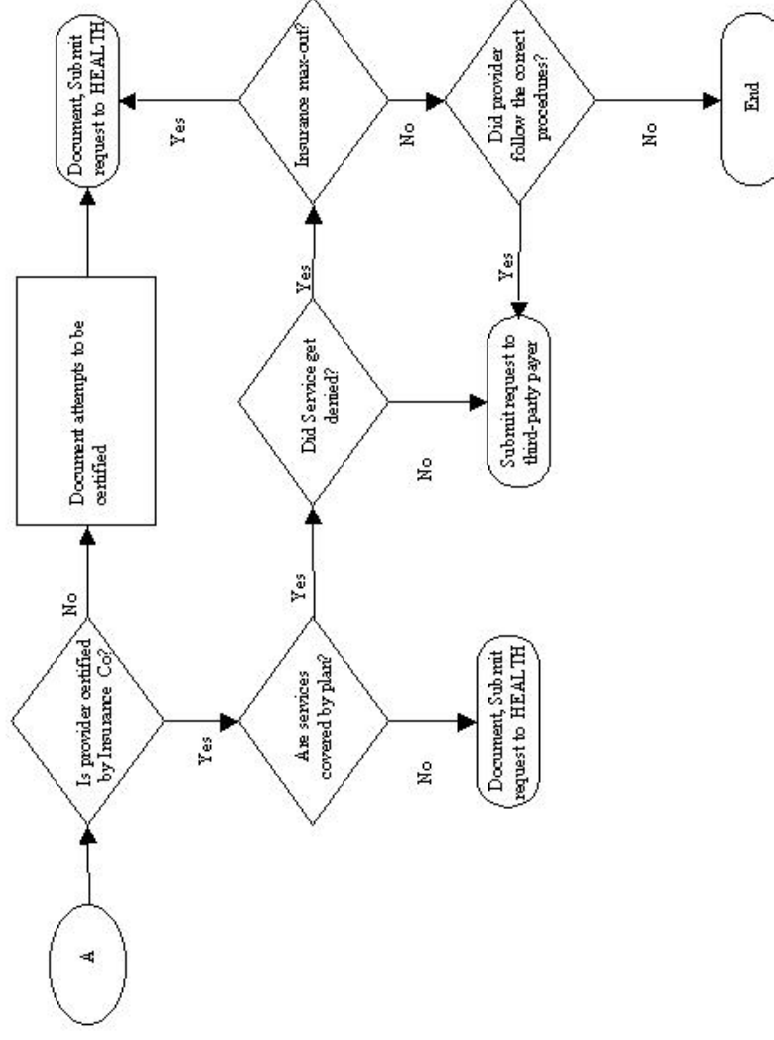 A
Is provider certified
by Insurance Co?
No
Document attempts to be
certified
Document, Submit
request to HEALTH
Yes
Are services
covered by plan?
Yes
Did Service get
denied?
Yes
Insurance max-out?
Yes
No
Document, Submit
request to HEALTH
No
Submit request to
third-party payer
Yes
No
Did provider
follow the correct
procedures?
No
End